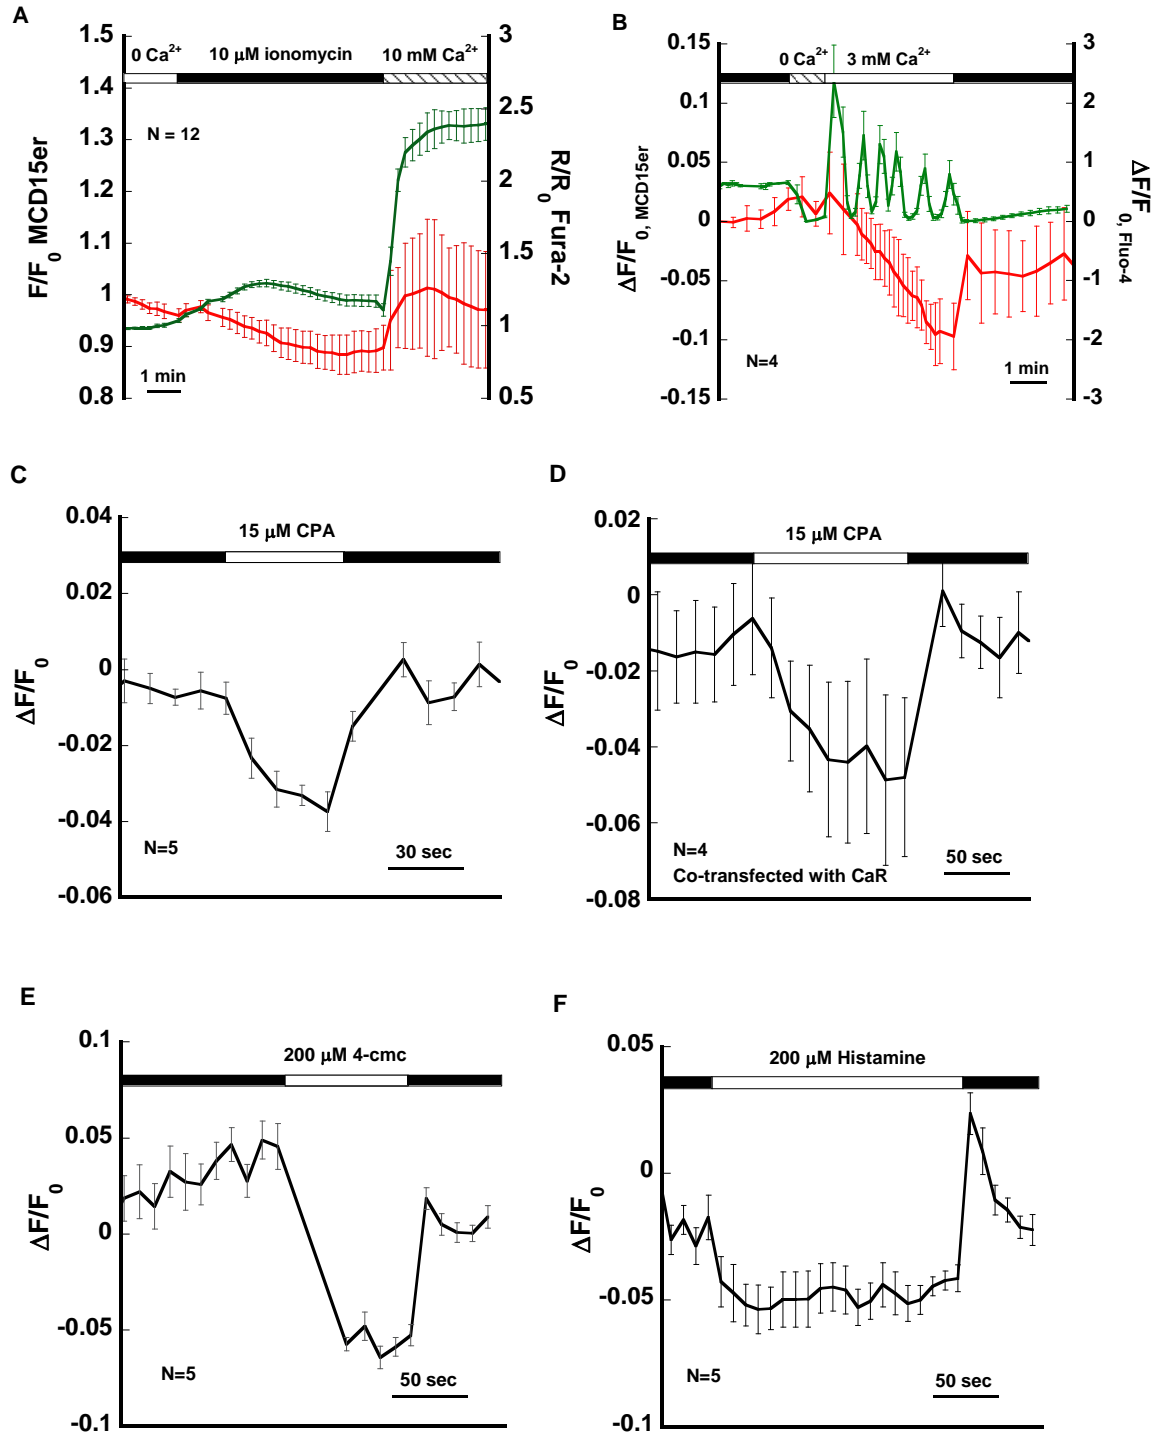 A
1.5
1.4
1.3
1.2
1.1
1
0.9
0.8
F/F0 MCD15er
0 Ca2+
10 µM ionomycin
10 mM Ca2+
N = 12
1 min
3
2.5
2
1.5
1
0.5
R/R0 Fura-2
B
0.15
0.1
0.05
0
-0.05
-0.1
-0.15
ΔF/F0, MCD15er
0 Ca2+
3 mM Ca2+
N=4
1 min
3
2
1
0
-1
-2
-3
ΔF/F0, Fluo-4
C
0.04
0.02
0
-0.02
-0.04
-0.06
ΔF/F0
15 µM CPA
N=5
30 sec
D
0.02
0
-0.02
-0.04
-0.06
-0.08
ΔF/F0
15 µM CPA
N=4
Co-transfected with CaR
50 sec
E
0.1
0.05
0
-0.05
-0.1
ΔF/F0
200 µM 4-cmc
N=5
50 sec
F
0.05
0
-0.05
-0.1
ΔF/F0
200 µM Histamine
N=5
50 sec